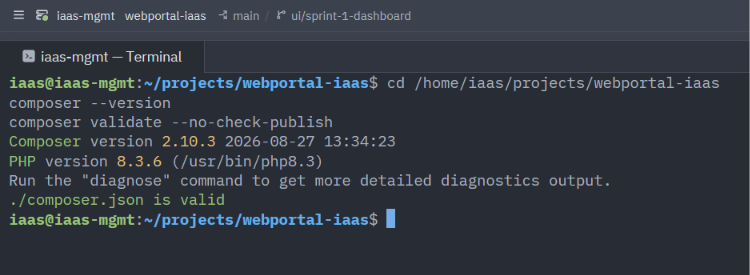 iaas-mgmt webportal-iaas main / ui/sprint-1-dashboard
iaas-mgmt — Terminal
iaas@iaas-mgmt:~/projects/webportal-iaas$ cd /home/iaas/projects/webportal-iaas
composer --version
composer validate --no-check-publish
Composer version 2.10.3 2026-08-27 13:34:23
PHP version 8.3.6 (/usr/bin/php8.3)
Run the "diagnose" command to get more detailed diagnostics output.
./composer.json is valid
iaas@iaas-mgmt:~/projects/webportal-iaas$